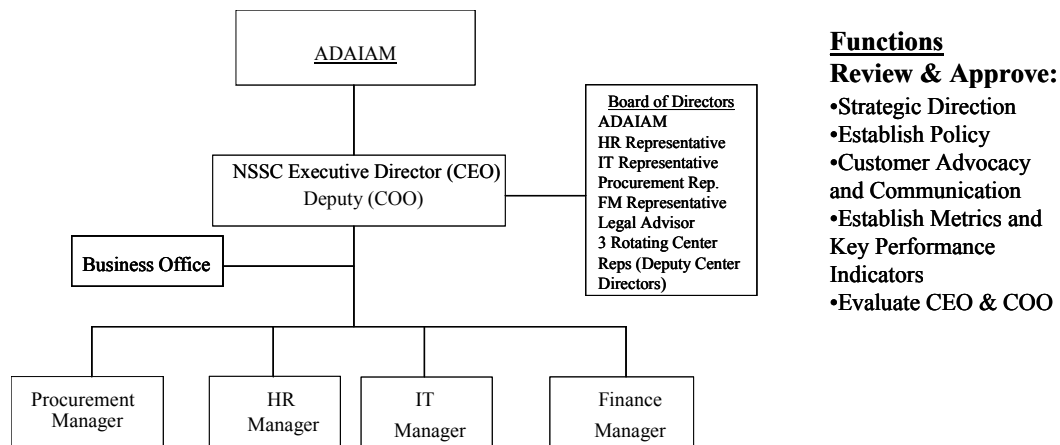 ADAIAM
Board of Directors
ADAIAM
HR Representative
IT Representative
Procurement Rep.
FM Representative
Legal Advisor
3 Rotating Center
Reps (Deputy Center
Directors)
NSSC Executive Director (CEO)
Deputy (COO)
Business Office
Procurement
Manager
HR
Manager
IT
Manager
Finance
Manager
Functions
Review & Approve:
•Strategic Direction
•Establish Policy
•Customer Advocacy
and Communication
•Establish Metrics and
Key Performance
Indicators
•Evaluate CEO & COO